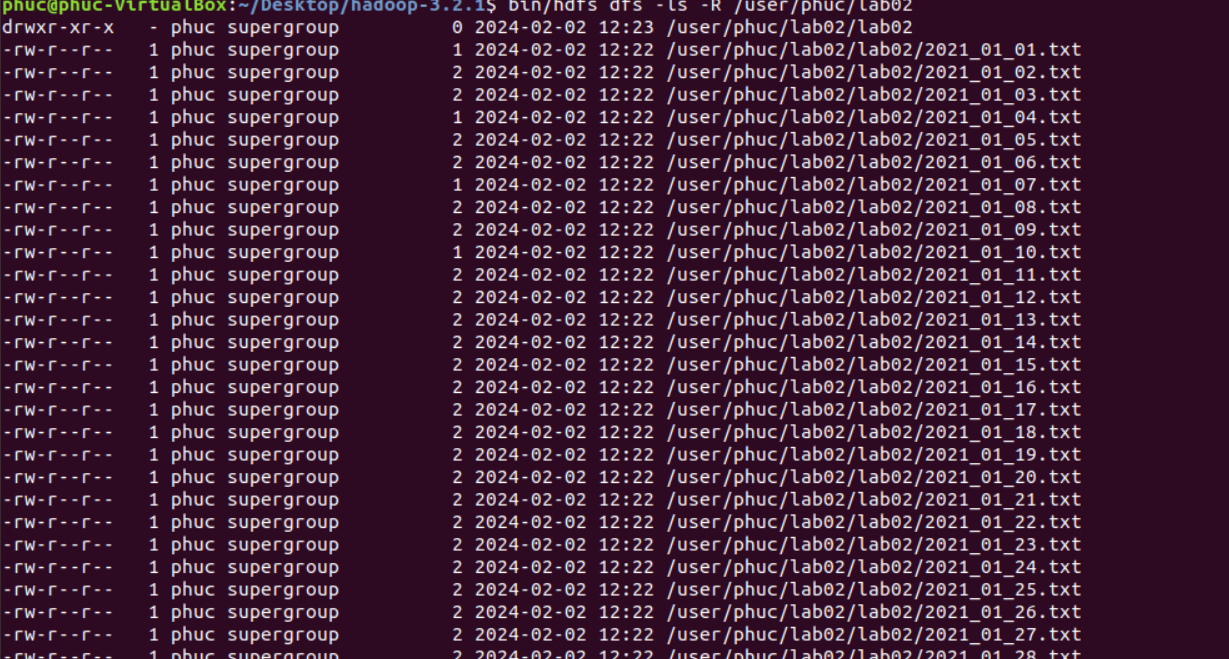 phuc@phuc-VirtualBox:~/Desktop/hadoop-3.2.1$ bin/hdfs dfs -ls -R /user/phuc/lab02
drwxr-xr-x   - phuc supergroup          0 2024-02-02 12:23 /user/phuc/lab02/lab02
-rw-r--r--   1 phuc supergroup          1 2024-02-02 12:22 /user/phuc/lab02/lab02/2021_01_01.txt
-rw-r--r--   1 phuc supergroup          2 2024-02-02 12:22 /user/phuc/lab02/lab02/2021_01_02.txt
-rw-r--r--   1 phuc supergroup          2 2024-02-02 12:22 /user/phuc/lab02/lab02/2021_01_03.txt
-rw-r--r--   1 phuc supergroup          1 2024-02-02 12:22 /user/phuc/lab02/lab02/2021_01_04.txt
-rw-r--r--   1 phuc supergroup          2 2024-02-02 12:22 /user/phuc/lab02/lab02/2021_01_05.txt
-rw-r--r--   1 phuc supergroup          2 2024-02-02 12:22 /user/phuc/lab02/lab02/2021_01_06.txt
-rw-r--r--   1 phuc supergroup          1 2024-02-02 12:22 /user/phuc/lab02/lab02/2021_01_07.txt
-rw-r--r--   1 phuc supergroup          2 2024-02-02 12:22 /user/phuc/lab02/lab02/2021_01_08.txt
-rw-r--r--   1 phuc supergroup          2 2024-02-02 12:22 /user/phuc/lab02/lab02/2021_01_09.txt
-rw-r--r--   1 phuc supergroup          1 2024-02-02 12:22 /user/phuc/lab02/lab02/2021_01_10.txt
-rw-r--r--   1 phuc supergroup          2 2024-02-02 12:22 /user/phuc/lab02/lab02/2021_01_11.txt
-rw-r--r--   1 phuc supergroup          2 2024-02-02 12:22 /user/phuc/lab02/lab02/2021_01_12.txt
-rw-r--r--   1 phuc supergroup          2 2024-02-02 12:22 /user/phuc/lab02/lab02/2021_01_13.txt
-rw-r--r--   1 phuc supergroup          2 2024-02-02 12:22 /user/phuc/lab02/lab02/2021_01_14.txt
-rw-r--r--   1 phuc supergroup          2 2024-02-02 12:22 /user/phuc/lab02/lab02/2021_01_15.txt
-rw-r--r--   1 phuc supergroup          2 2024-02-02 12:22 /user/phuc/lab02/lab02/2021_01_16.txt
-rw-r--r--   1 phuc supergroup          2 2024-02-02 12:22 /user/phuc/lab02/lab02/2021_01_17.txt
-rw-r--r--   1 phuc supergroup          2 2024-02-02 12:22 /user/phuc/lab02/lab02/2021_01_18.txt
-rw-r--r--   1 phuc supergroup          2 2024-02-02 12:22 /user/phuc/lab02/lab02/2021_01_19.txt
-rw-r--r--   1 phuc supergroup          2 2024-02-02 12:22 /user/phuc/lab02/lab02/2021_01_20.txt
-rw-r--r--   1 phuc supergroup          2 2024-02-02 12:22 /user/phuc/lab02/lab02/2021_01_21.txt
-rw-r--r--   1 phuc supergroup          2 2024-02-02 12:22 /user/phuc/lab02/lab02/2021_01_22.txt
-rw-r--r--   1 phuc supergroup          2 2024-02-02 12:22 /user/phuc/lab02/lab02/2021_01_23.txt
-rw-r--r--   1 phuc supergroup          2 2024-02-02 12:22 /user/phuc/lab02/lab02/2021_01_24.txt
-rw-r--r--   1 phuc supergroup          2 2024-02-02 12:22 /user/phuc/lab02/lab02/2021_01_25.txt
-rw-r--r--   1 phuc supergroup          2 2024-02-02 12:22 /user/phuc/lab02/lab02/2021_01_26.txt
-rw-r--r--   1 phuc supergroup          2 2024-02-02 12:22 /user/phuc/lab02/lab02/2021_01_27.txt
-rw-r--r--   1 phuc supergroup          2 2024-02-02 12:22 /user/phuc/lab02/lab02/2021_01_28.txt